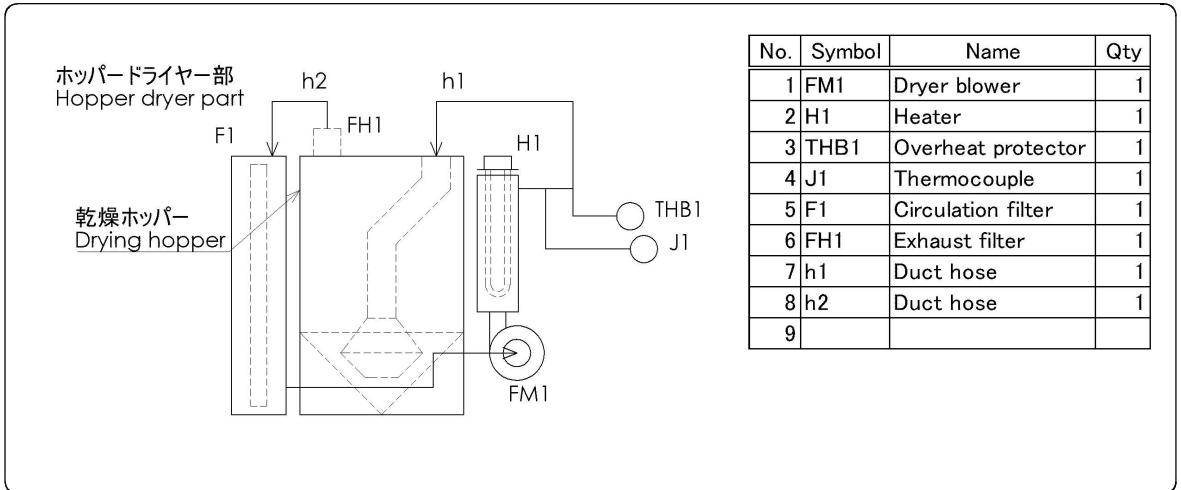 ホッパードライヤー部
Hopper dryer part
h2
h1
F1
FH1
H1
乾燥ホッパー
Drying hopper
THB1
J1
FM1
No. Symbol Name Qty
1 FM1 Dryer blower 1
2 H1 Heater 1
3 THB1 Overheat protector 1
4 J1 Thermocouple 1
5 F1 Circulation filter 1
6 FH1 Exhaust filter 1
7 h1 Duct hose 1
8 h2 Duct hose 1
9